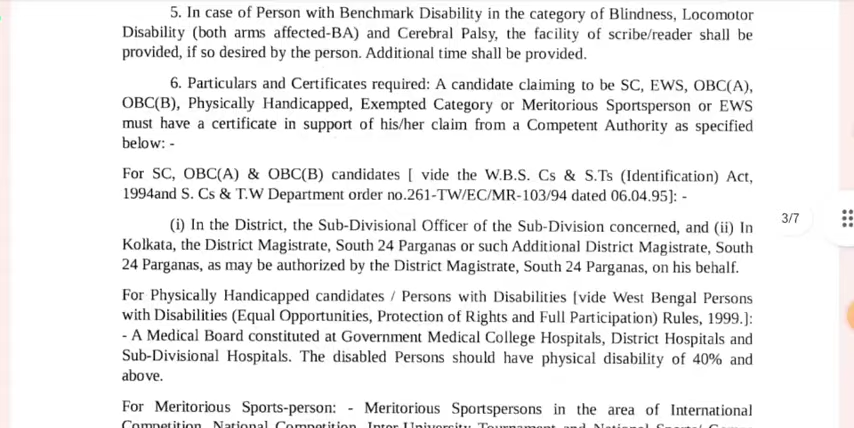 5. In case of Person with Benchmark Disability in the category of Blindness, Locomotor
Disability (both arms affected-BA) and Cerebral Palsy, the facility of scribe/reader shall be
provided, if so desired by the person. Additional time shall be provided.
6. Particulars and Certificates required: A candidate claiming to be SC, EWS, OBC(A),
OBC(B), Physically Handicapped, Exempted Category or Meritorious Sportsperson or EWS
must have a certificate in support of his/her claim from a Competent Authority as specified
below: -
For SC, OBC(A) & OBC(B) candidates [ vide the W.B.S. Cs & S.Ts (Identification) Act,
1994and S. Cs & T.W Department order no.261-TW/EC/MR-103/94 dated 06.04.95]: -
(i) In the District, the Sub-Divisional Officer of the Sub-Division concerned, and (ii) In
Kolkata, the District Magistrate, South 24 Parganas or such Additional District Magistrate, South
24 Parganas, as may be authorized by the District Magistrate, South 24 Parganas, on his behalf.
3/7
For Physically Handicapped candidates / Persons with Disabilities [vide West Bengal Persons
with Disabilities (Equal Opportunities, Protection of Rights and Full Participation) Rules, 1999.]:
- A Medical Board constituted at Government Medical College Hospitals, District Hospitals and
Sub-Divisional Hospitals. The disabled Persons should have physical disability of 40% and
above.
For Meritorious Sports-person: - Meritorious Sportspersons in the area of International
Competition, National Competition, Inter-University Tournament and National Sports/